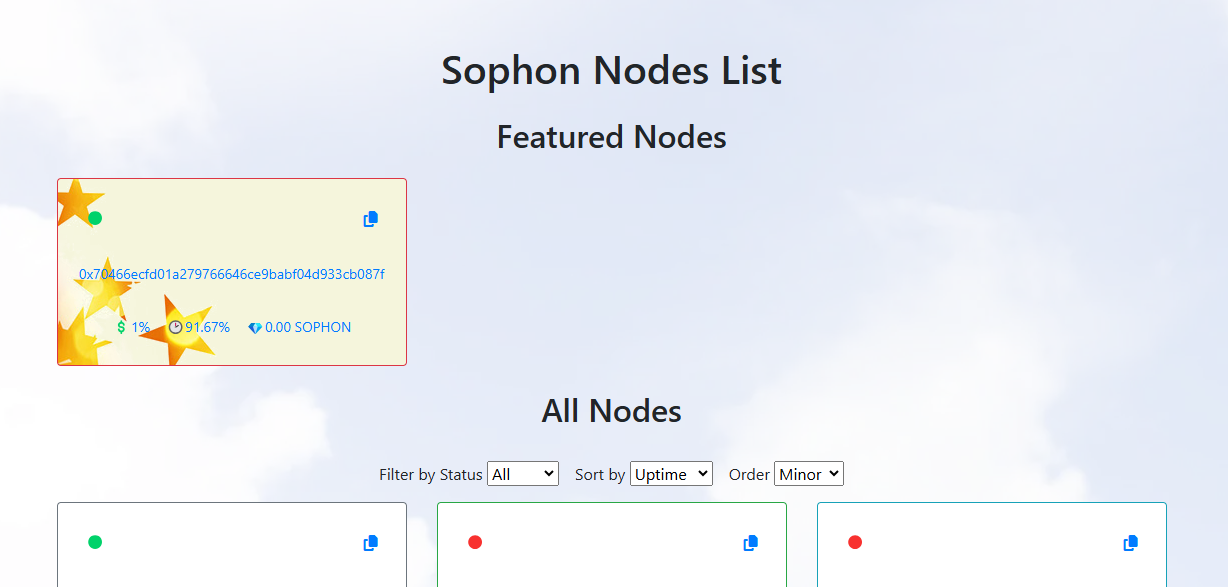 Sophon Nodes List
Featured Nodes
0x70466ecfd01a279766646ce9babf04d933cb087f
$ 1% 91.67% 0.00 SOPHON
All Nodes
Filter by Status All Sort by Uptime Order Minor